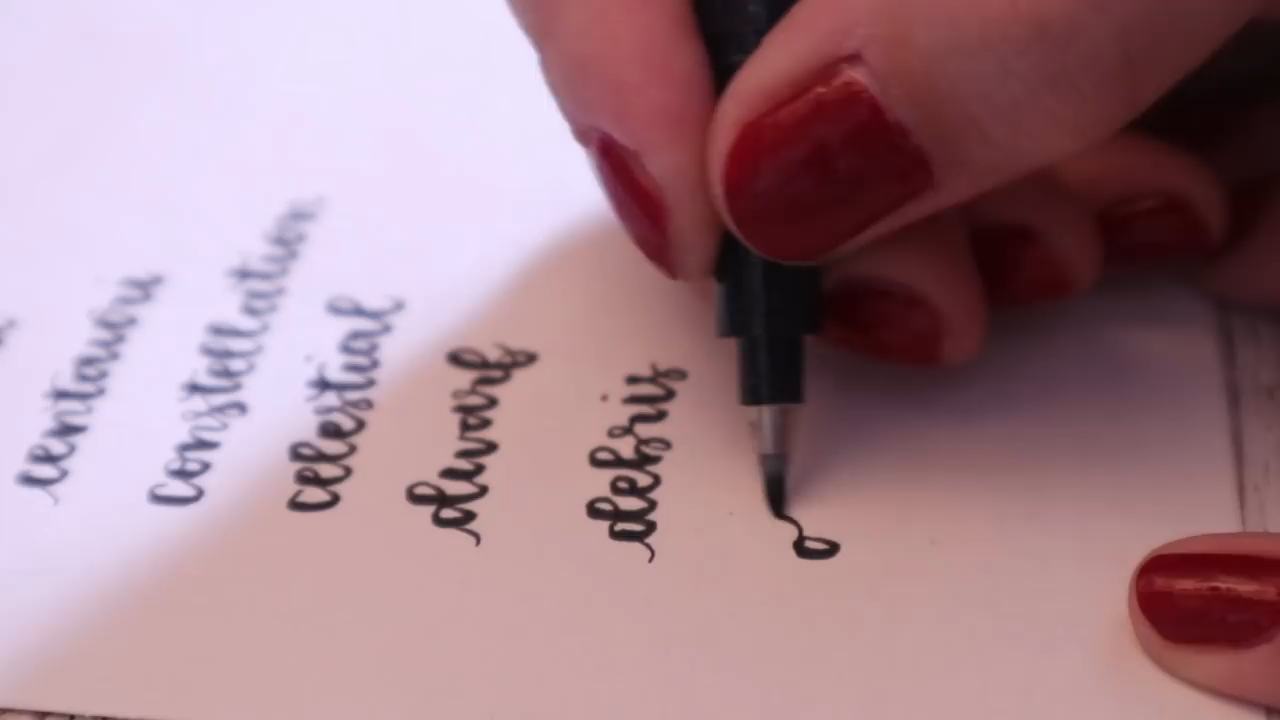 centauri
constellation
celestial
dwarf
debris